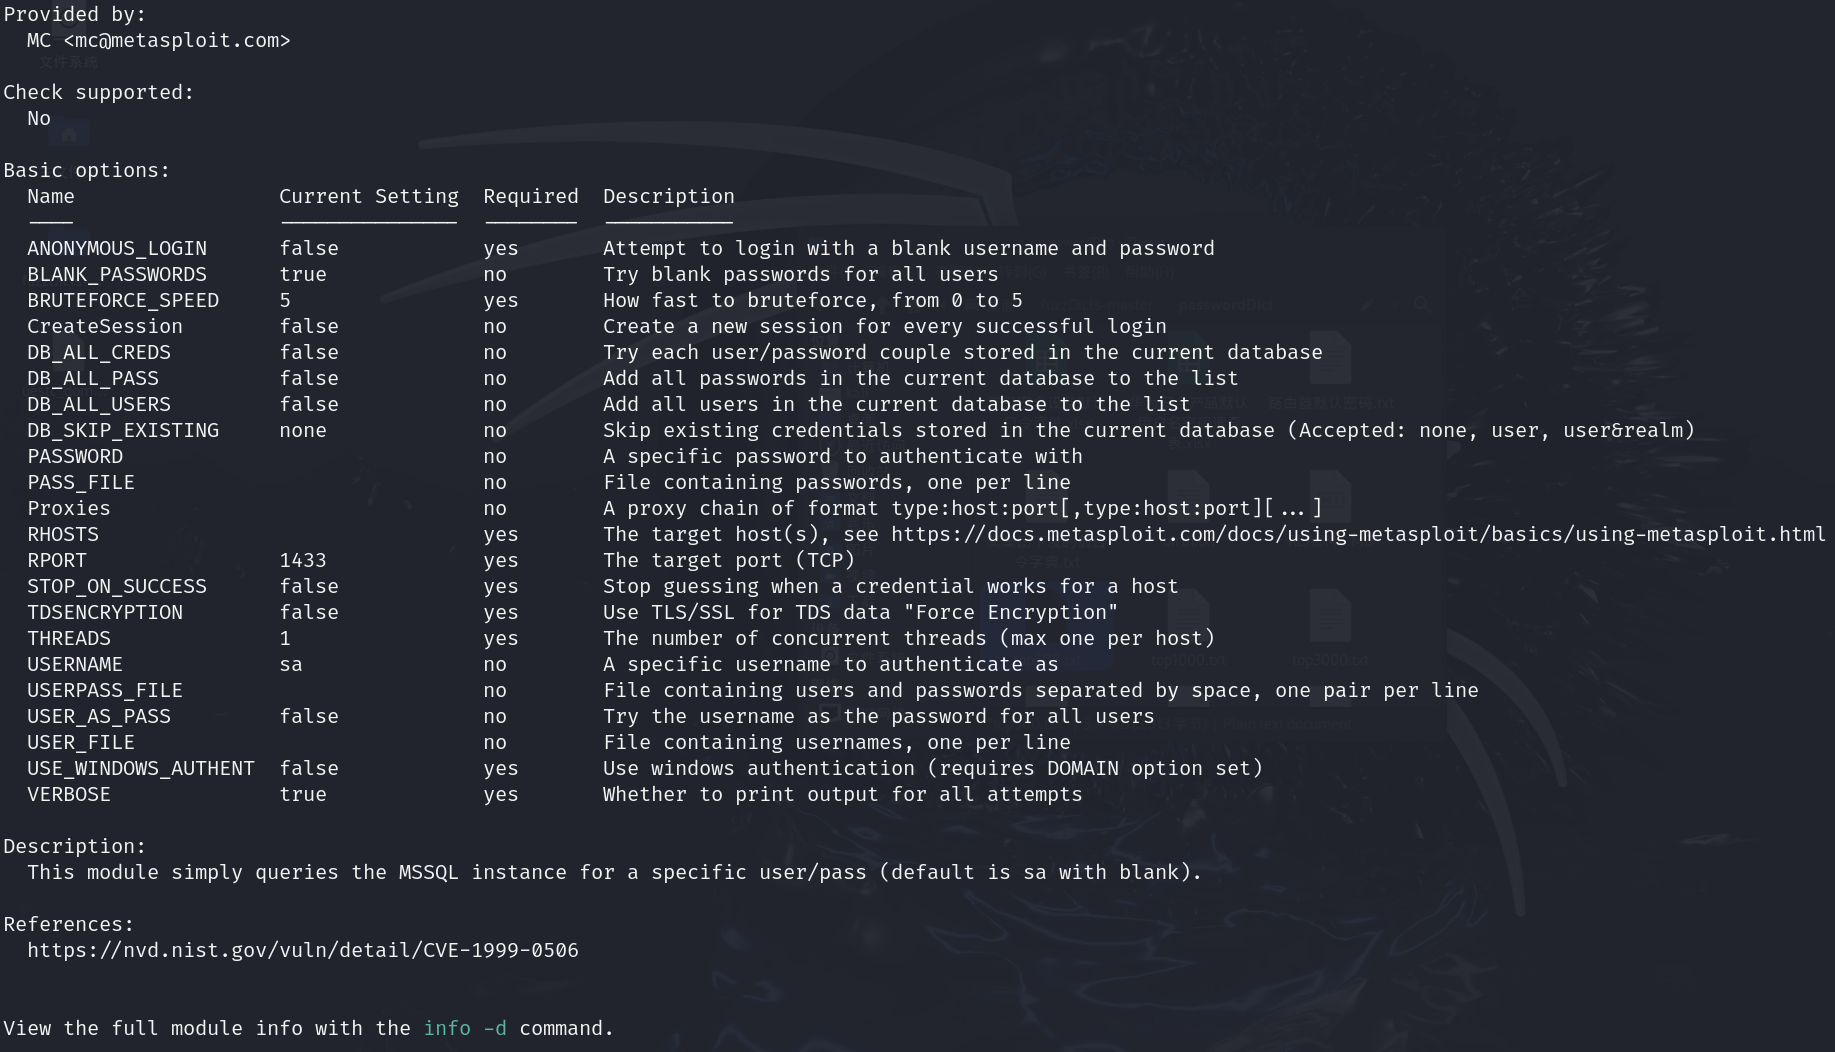 Provided by:
  MC <mc@metasploit.com>
文件系统
Check supported:
  No
Basic options:
  Name                 Current Setting  Required  Description
  ----                 ---------------  --------  -----------
  ANONYMOUS_LOGIN      false            yes       Attempt to login with a blank username and password
  BLANK_PASSWORDS      true             no        Try blank passwords for all users
  BRUTEFORCE_SPEED     5                yes       How fast to bruteforce, from 0 to 5
  CreateSession        false            no        Create a new session for every successful login
  DB_ALL_CREDS         false            no        Try each user/password couple stored in the current database
  DB_ALL_PASS          false            no        Add all passwords in the current database to the list
  DB_ALL_USERS         false            no        Add all users in the current database to the list
  DB_SKIP_EXISTING     none             no        Skip existing credentials stored in the current database (Accepted: none, user, user&realm)
  PASSWORD                              no        A specific password to authenticate with
  PASS_FILE                             no        File containing passwords, one per line
  Proxies                               no        A proxy chain of format type:host:port[,type:host:port][...]
  RHOSTS                                yes       The target host(s), see https://docs.metasploit.com/docs/using-metasploit/basics/using-metasploit.html
  RPORT                1433             yes       The target port (TCP)
  STOP_ON_SUCCESS      false            yes       Stop guessing when a credential works for a host
  TDSENCRYPTION        false            yes       Use TLS/SSL for TDS data "Force Encryption"
  THREADS              1                yes       The number of concurrent threads (max one per host)
  USERNAME             sa               no        A specific username to authenticate as
  USERPASS_FILE                         no        File containing users and passwords separated by space, one pair per line
  USER_AS_PASS         false            no        Try the username as the password for all users
  USER_FILE                             no        File containing usernames, one per line
  USE_WINDOWS_AUTHENT  false            yes       Use windows authentication (requires DOMAIN option set)
  VERBOSE              true             yes       Whether to print output for all attempts
Description:
  This module simply queries the MSSQL instance for a specific user/pass (default is sa with blank).
References:
  https://nvd.nist.gov/vuln/detail/CVE-1999-0506
View the full module info with the info -d command.